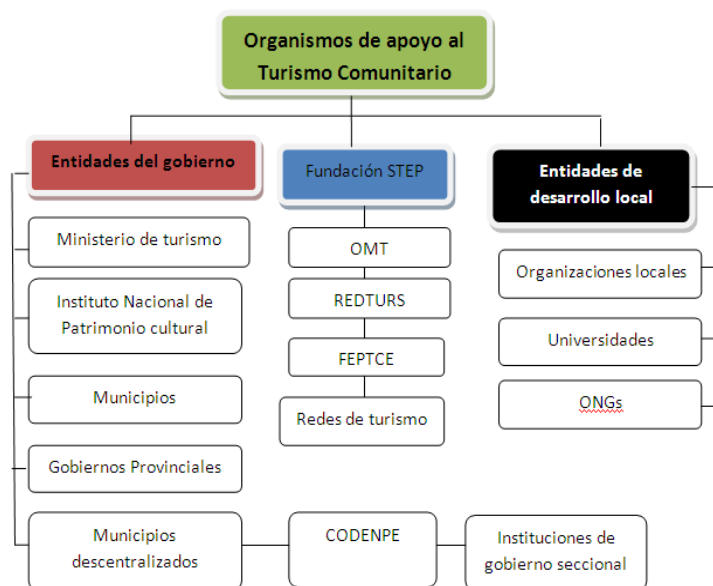 Organismos de apoyo al
Turismo Comunitario
Entidades del gobierno
Ministerio de turismo
Instituto Nacional de
Patrimonio cultural
Municipios
Gobiernos Provinciales
Municipios
descentralizados
CODENPE
Instituciones de
gobierno seccional
Fundación STEP
OMT
REDTURS
FEPTCE
Redes de turismo
Entidades de
desarrollo local
Organizaciones locales
Universidades
ONGs